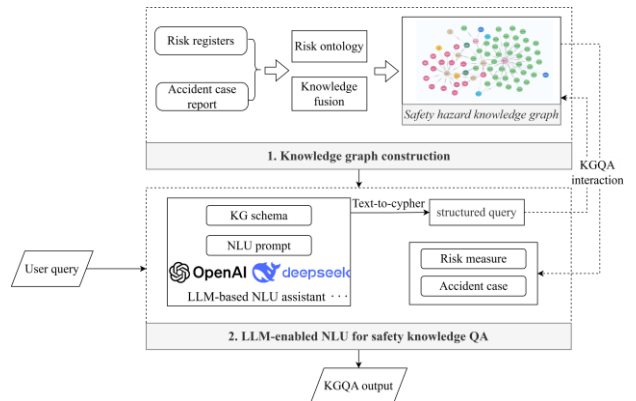 Risk registers
Accident case
report
Risk ontology
Knowledge
fusion
Safety hazard knowledge graph
1. Knowledge graph construction
KGQA
interaction
User query
KG schema
NLU prompt
OpenAI
deepseek
LLM-based NLU assistant ...
Text-to-cypher
structured query
Risk measure
Accident case
2. LLM-enabled NLU for safety knowledge QA
KGQA output